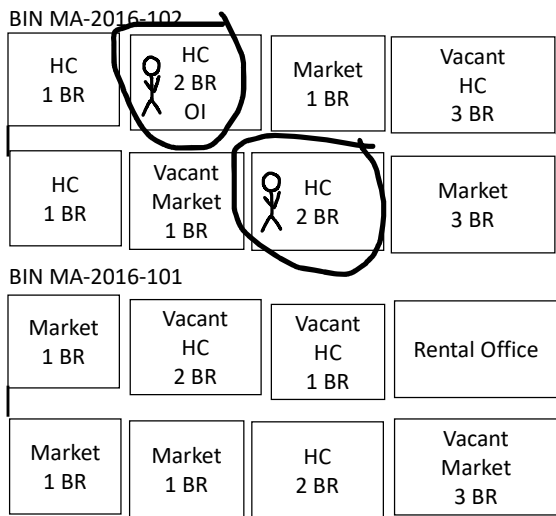 BIN MA-2016-102
HC
1 BR
HC
2 BR
OI
Market
1 BR
Vacant
HC
3 BR
HC
1 BR
Vacant
Market
1 BR
HC
2 BR
Market
3 BR
BIN MA-2016-101
Market
1 BR
Vacant
HC
2 BR
Vacant
HC
1 BR
Rental Office
Market
1 BR
Market
1 BR
HC
2 BR
Vacant
Market
3 BR